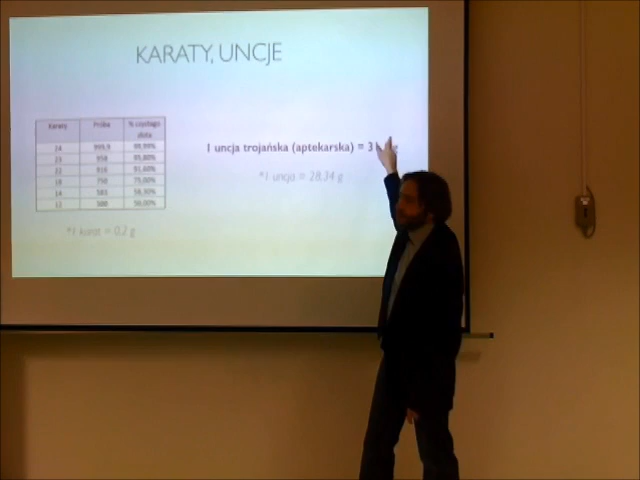 KARATY, UNCJE
Karaty Próba % czystego
złota
24 999,9 99,99%
23 958 95,80%
22 916 91,60%
18 750 75,00%
14 583 58,30%
12 500 50,00%
1 uncja trojańska (aptekarska) = 3
*1 uncja = 28,34 g
*1 karat = 0,2 g